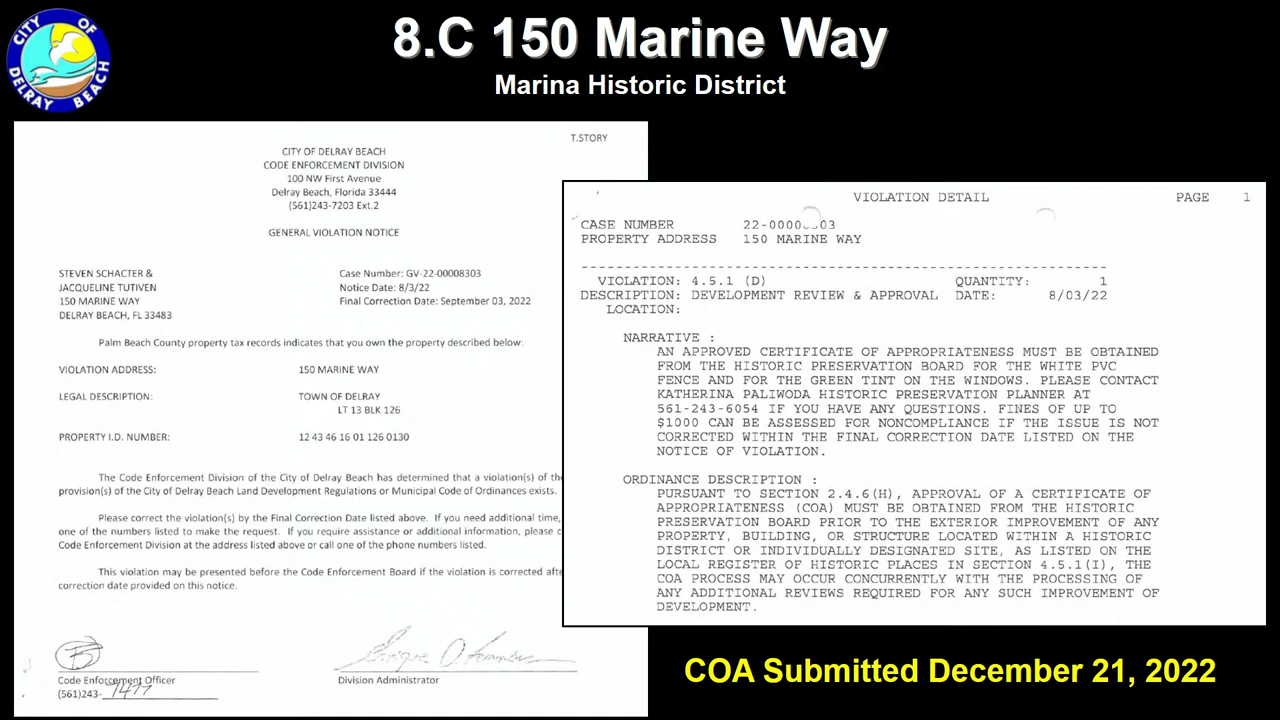 CITY OF
DELRAY BEACH
8.C 150 Marine Way
Marina Historic District
T.STORY
CITY OF DELRAY BEACH
CODE ENFORCEMENT DIVISION
100 NW First Avenue
Delray Beach, Florida 33444
(561)243-7203 Ext.2
GENERAL VIOLATION NOTICE
STEVEN SCHACTER &
JACQUELINE TUTIVEN
150 MARINE WAY
DELRAY BEACH, FL 33483
Case Number: GV-22-00008303
Notice Date: 8/3/22
Final Correction Date: September 03, 2022
Palm Beach County property tax records indicates that you own the property described below:
VIOLATION ADDRESS: 150 MARINE WAY
LEGAL DESCRIPTION: TOWN OF DELRAY
LT 13 BLK 126
PROPERTY I.D. NUMBER: 12 43 46 16 01 126 0130
The Code Enforcement Division of the City of Delray Beach has determined that a violation(s) of the
provision(s) of the City of Delray Beach Land Development Regulations or Municipal Code of Ordinances exists.
Please correct the violation(s) by the Final Correction Date listed above. If you need additional time,
one of the numbers listed to make the request. If you require assistance or additional information, please c
Code Enforcement Division at the address listed above or call one of the phone numbers listed.
This violation may be presented before the Code Enforcement Board if the violation is corrected afte
correction date provided on this notice.
Code Enforcement Officer
(561)243-
Division Administrator
VIOLATION DETAIL PAGE 1
CASE NUMBER 22-0000 303
PROPERTY ADDRESS 150 MARINE WAY
VIOLATION: 4.5.1 (D) QUANTITY: 1
DESCRIPTION: DEVELOPMENT REVIEW & APPROVAL DATE: 8/03/22
LOCATION:
NARRATIVE :
AN APPROVED CERTIFICATE OF APPROPRIATENESS MUST BE OBTAINED
FROM THE HISTORIC PRESERVATION BOARD FOR THE WHITE PVC
FENCE AND FOR THE GREEN TINT ON THE WINDOWS. PLEASE CONTACT
KATHERINA PALIWODA HISTORIC PRESERVATION PLANNER AT
561-243-6054 IF YOU HAVE ANY QUESTIONS. FINES OF UP TO
$1000 CAN BE ASSESSED FOR NONCOMPLIANCE IF THE ISSUE IS NOT
CORRECTED WITHIN THE FINAL CORRECTION DATE LISTED ON THE
NOTICE OF VIOLATION.
ORDINANCE DESCRIPTION :
PURSUANT TO SECTION 2.4.6(H), APPROVAL OF A CERTIFICATE OF
APPROPRIATENESS (COA) MUST BE OBTAINED FROM THE HISTORIC
PRESERVATION BOARD PRIOR TO THE EXTERIOR IMPROVEMENT OF ANY
PROPERTY, BUILDING, OR STRUCTURE LOCATED WITHIN A HISTORIC
DISTRICT OR INDIVIDUALLY DESIGNATED SITE, AS LISTED ON THE
LOCAL REGISTER OF HISTORIC PLACES IN SECTION 4.5.1(I), THE
COA PROCESS MAY OCCUR CONCURRENTLY WITH THE PROCESSING OF
ANY ADDITIONAL REVIEWS REQUIRED FOR ANY SUCH IMPROVEMENT OF
DEVELOPMENT.
COA Submitted December 21, 2022